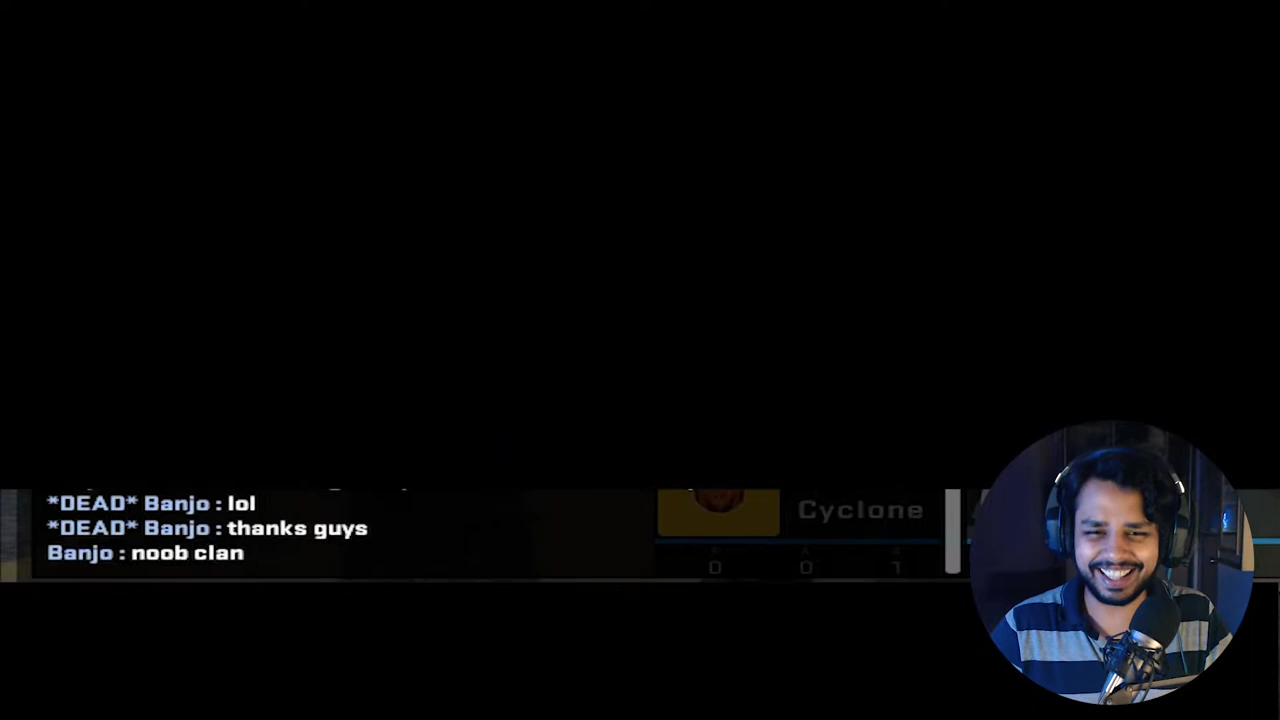 *DEAD* Banjo : lol
*DEAD* Banjo : thanks guys
Banjo : noob clan
Cyclone
0 0 1